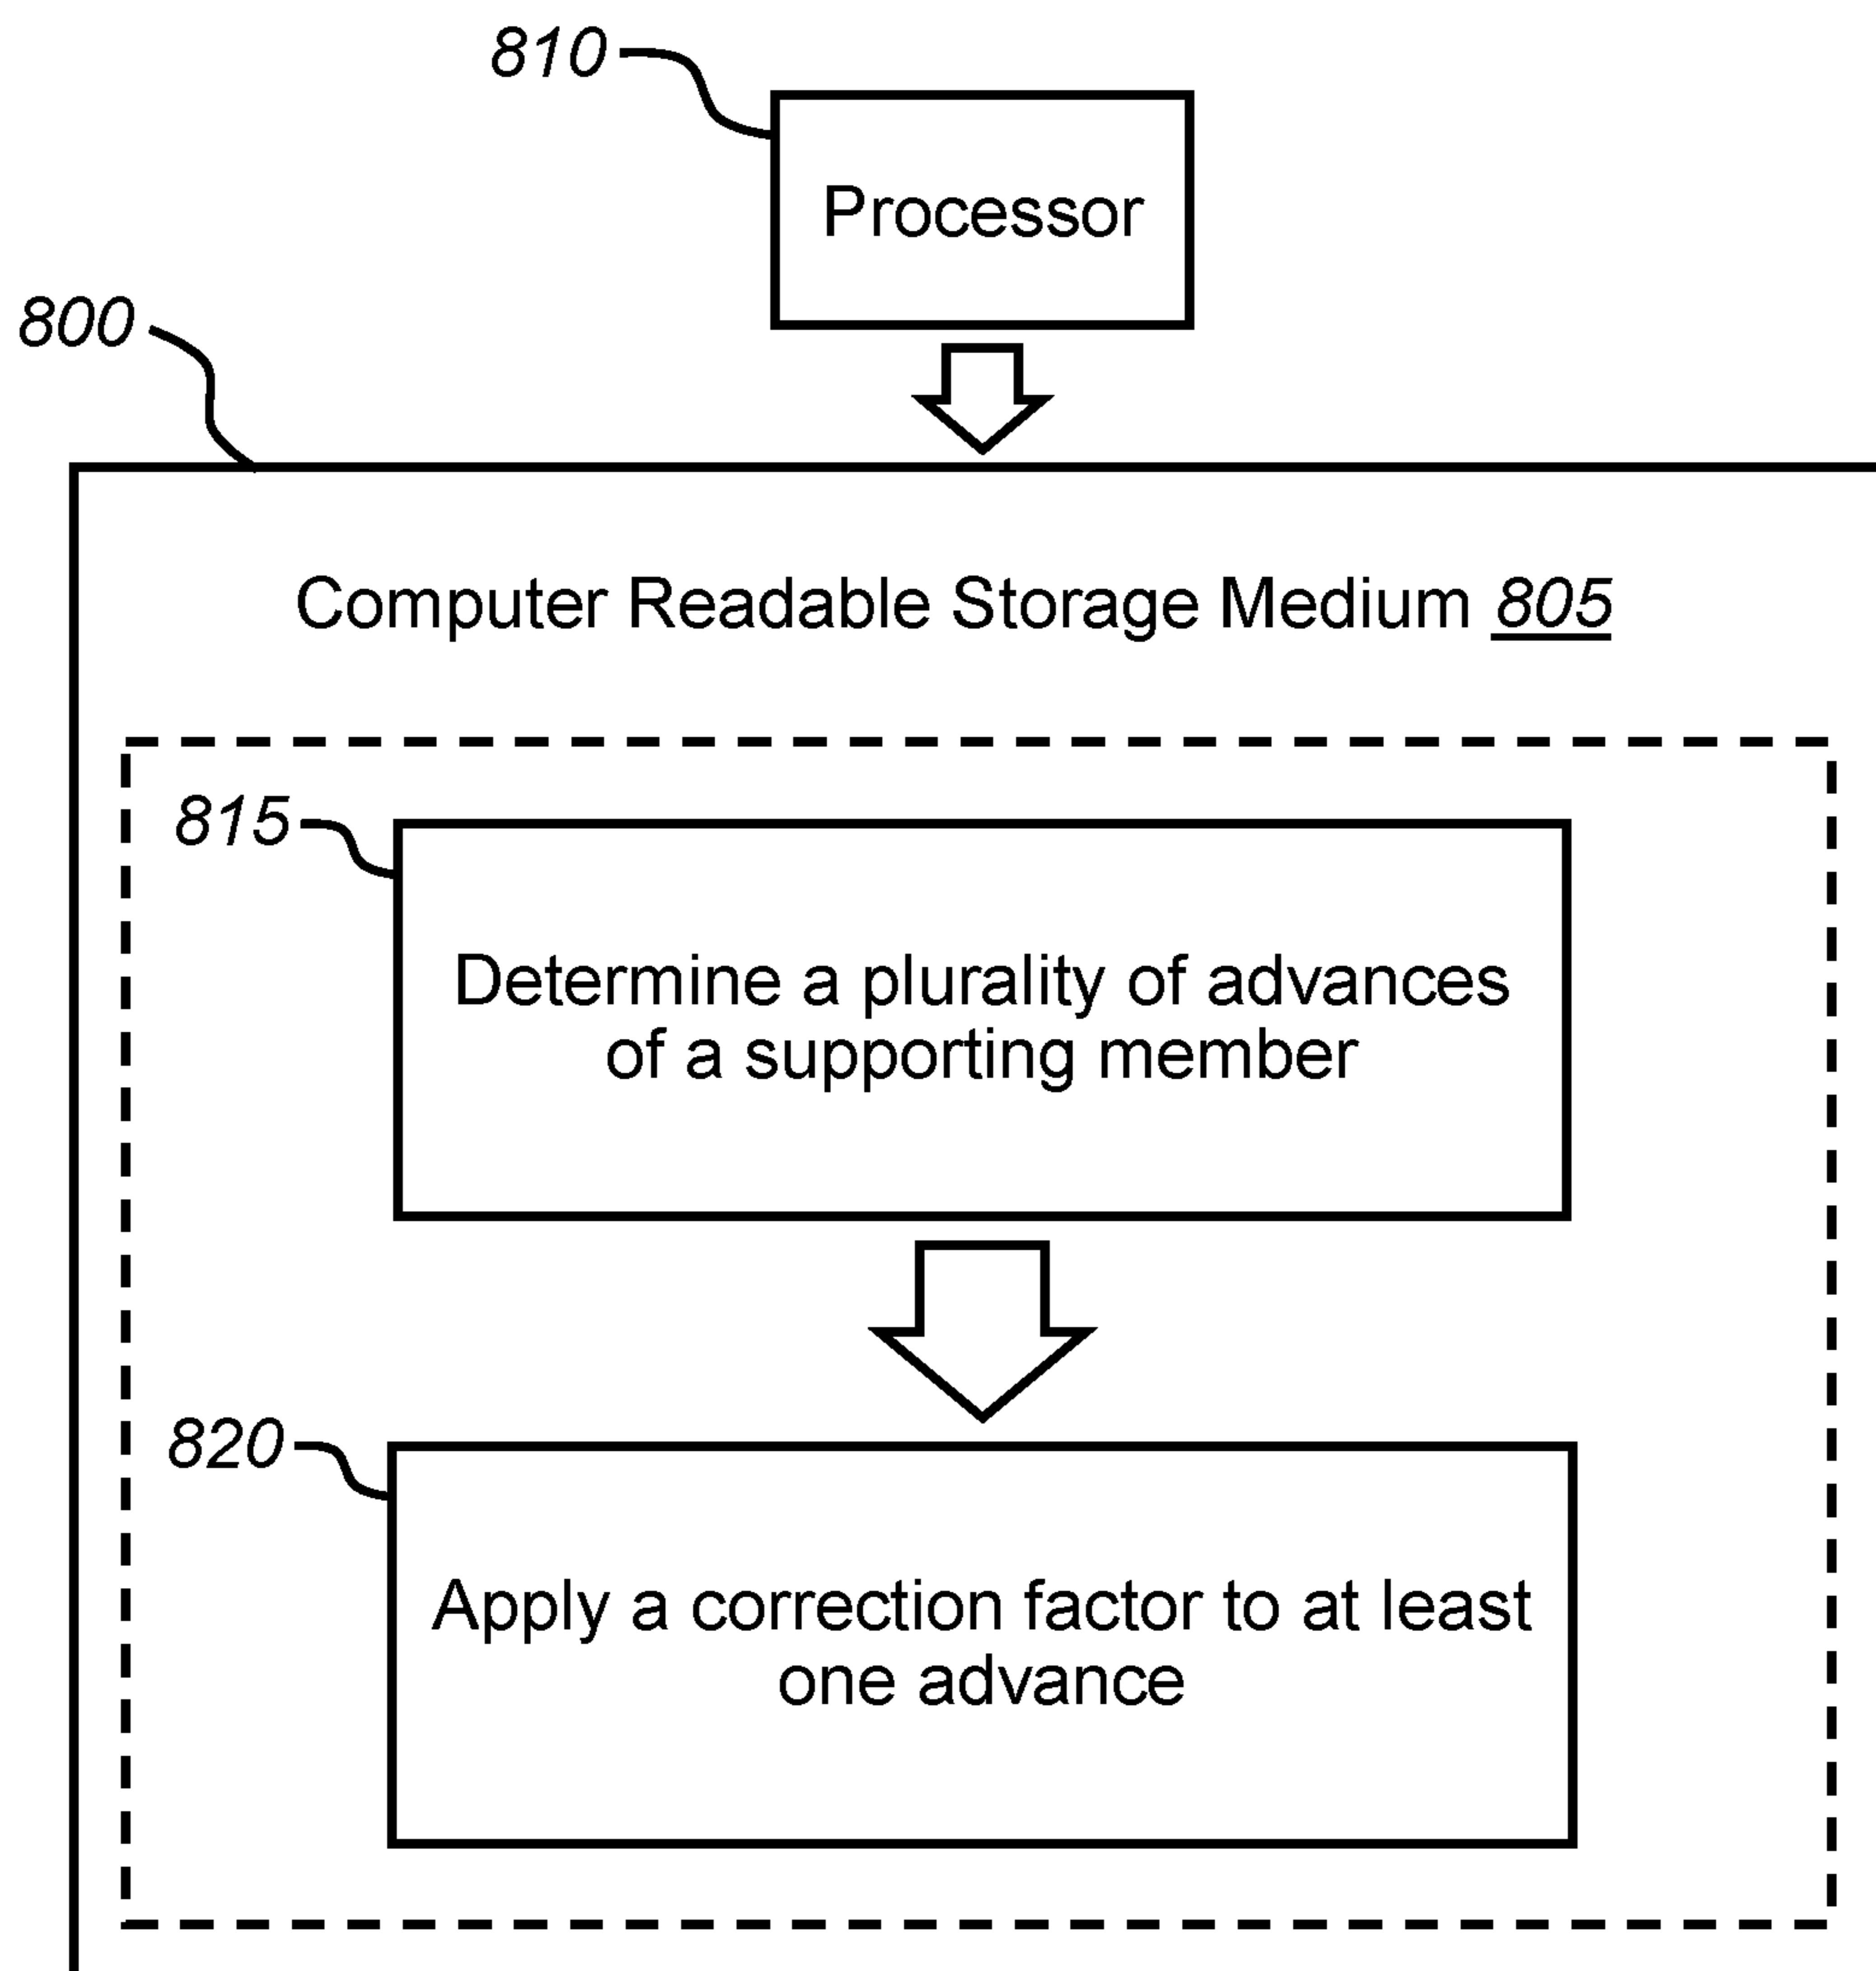 810
Processor
800
Computer Readable Storage Medium 805
815
Determine a plurality of advances
of a supporting member
820
Apply a correction factor to at least
one advance